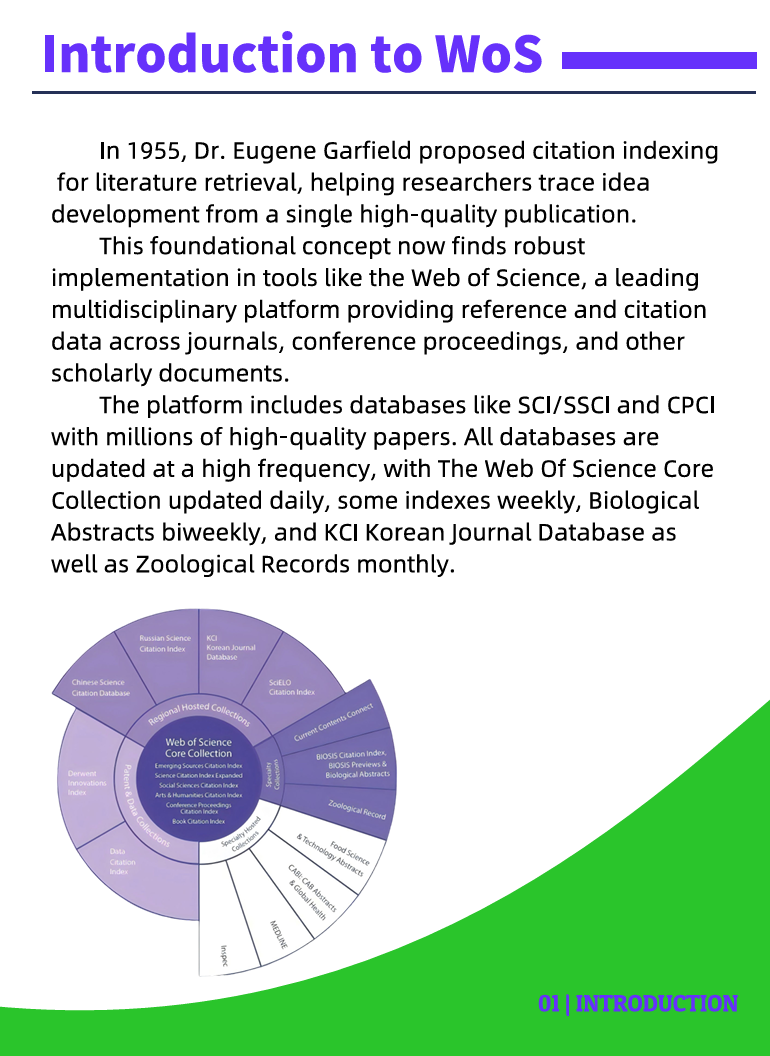 Introduction to WoS
In 1955, Dr. Eugene Garfield proposed citation indexing
for literature retrieval, helping researchers trace idea
development from a single high-quality publication.
This foundational concept now finds robust
implementation in tools like the Web of Science, a leading
multidisciplinary platform providing reference and citation
data across journals, conference proceedings, and other
scholarly documents.
The platform includes databases like SCI/SSCI and CPCI
with millions of high-quality papers. All databases are
updated at a high frequency, with The Web Of Science Core
Collection updated daily, some indexes weekly, Biological
Abstracts biweekly, and KCI Korean Journal Database as
well as Zoological Records monthly.
Russian Science
Citation Index
KCI
Korean Journal
Database
Chinese Science
Citation Database
SciELO
Citation Index
Regional Hosted Collections
Current Contents Connect
Web of Science
Core Collection
Emerging Sources Citation Index
Science Citation Index Expanded
Social Sciences Citation Index
Arts & Humanities Citation Index
Conference Proceedings
Citation Index
Book Citation Index
Specialty
Collections
BIOSIS Citation Index,
BIOSIS Previews &
Biological Abstracts
Zoological Record
Derwent
Innovations
Index
Patent & Data Collections
Data
Citation
Index
Specialty Hosted
Collections
Food Science
& Technology Abstracts
CABI: CAB Abstracts
& Global Health
MEDLINE
Inspec
01 | INTRODUCTION